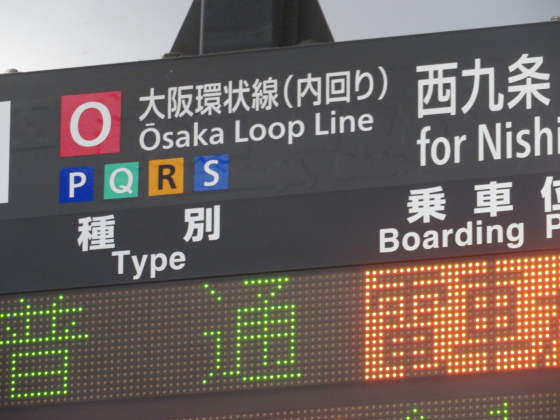 O 大阪環状線(内回り)
Ōsaka Loop Line
西九条
for Nishi
P Q R S
種別
Type
乗車位
Boarding P
普通